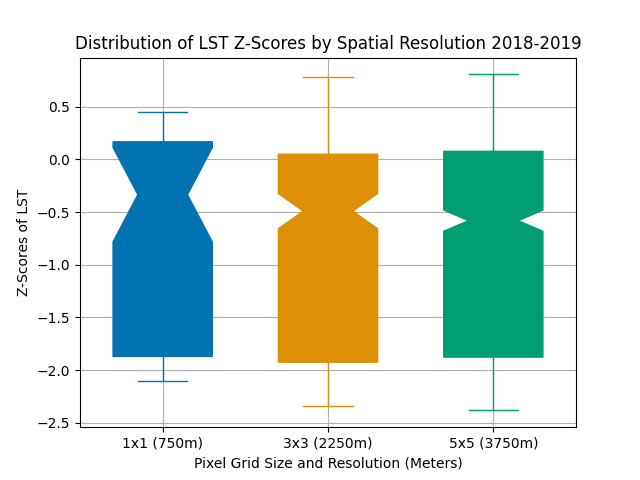 Distribution of LST Z-Scores by Spatial Resolution 2018-2019
Z-Scores of LST
0.5
0.0
−0.5
−1.0
−1.5
−2.0
−2.5
1x1 (750m) 3x3 (2250m) 5x5 (3750m)
Pixel Grid Size and Resolution (Meters)